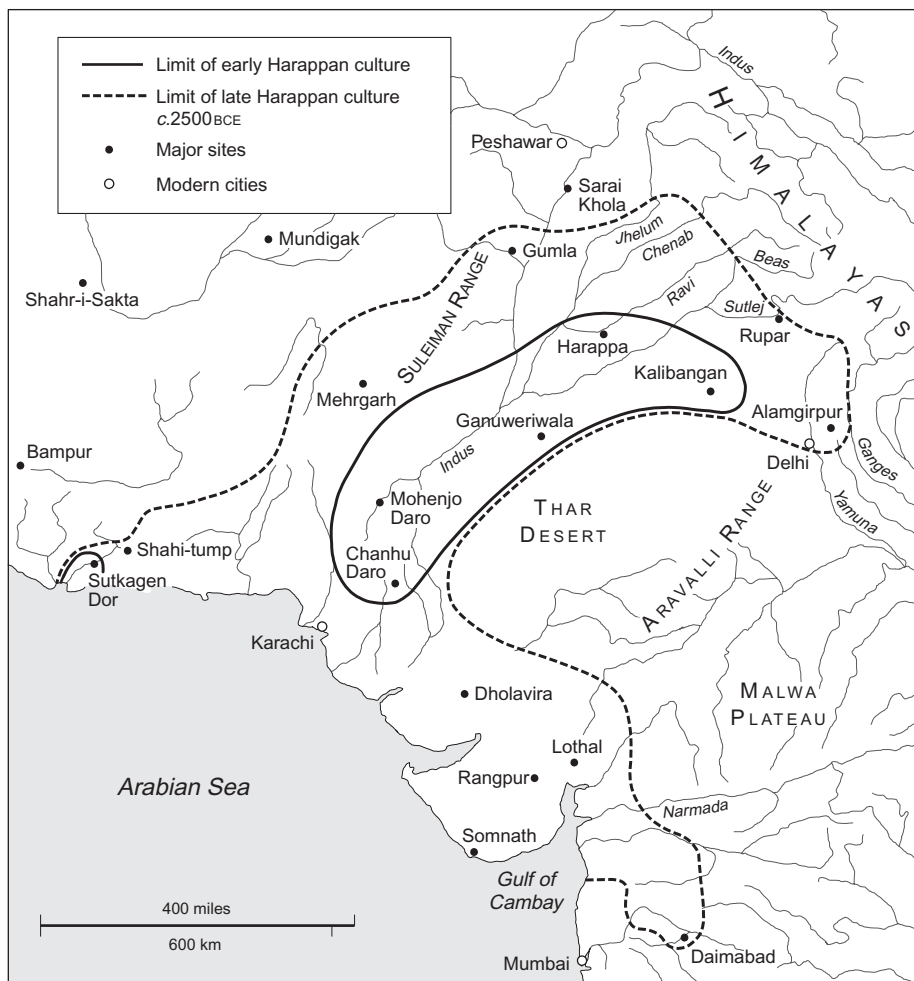 Limit of early Harappan culture
Limit of late Harappan culture
c.2500 BCE
Major sites
Modern cities
Indus
HIMALAYAS
Peshawar
Sarai
Khola
Mundigak
Gumla
Jhelum
Chenab
Beas
Shahr-i-Sakta
SULEIMAN RANGE
Ravi
Sutlej
Rupar
Harappa
Mehrgarh
Kalibangan
Ganuweriwala
Alamgirpur
Bampur
Indus
Delhi
Ganges
Mohenjo
Daro
THAR
DESERT
Yamuna
Shahi-tump
Chanhu
Daro
ARAVALLI RANGE
Sutkagen
Dor
Karachi
Dholavira
MALWA
PLATEAU
Lothal
Arabian Sea
Rangpur
Narmada
Somnath
Gulf of
Cambay
400 miles
600 km
Daimabad
Mumbai